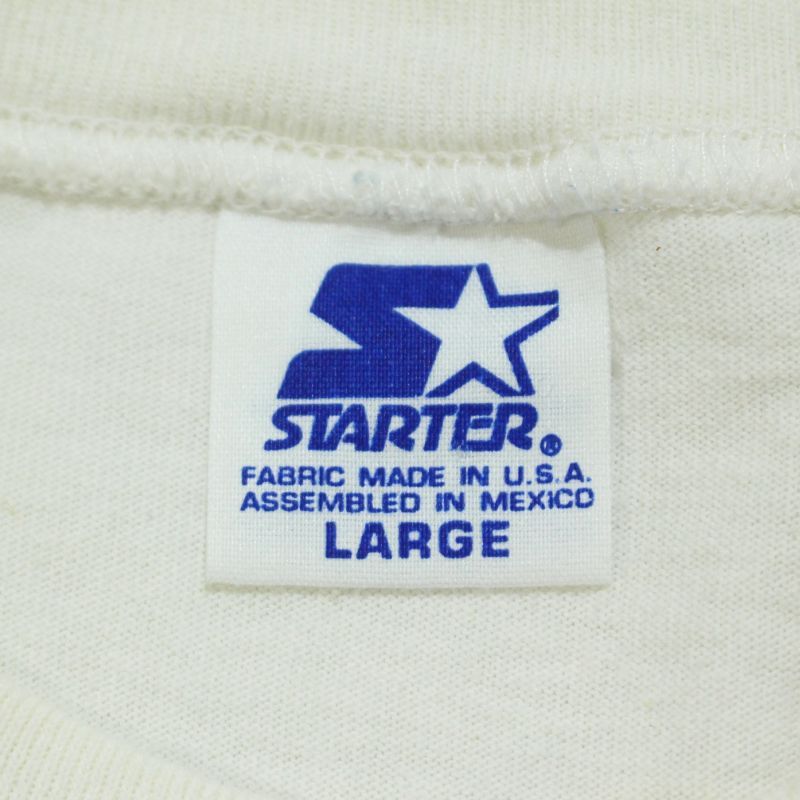 STARTER®
FABRIC MADE IN U.S.A.
ASSEMBLED IN MEXICO
LARGE